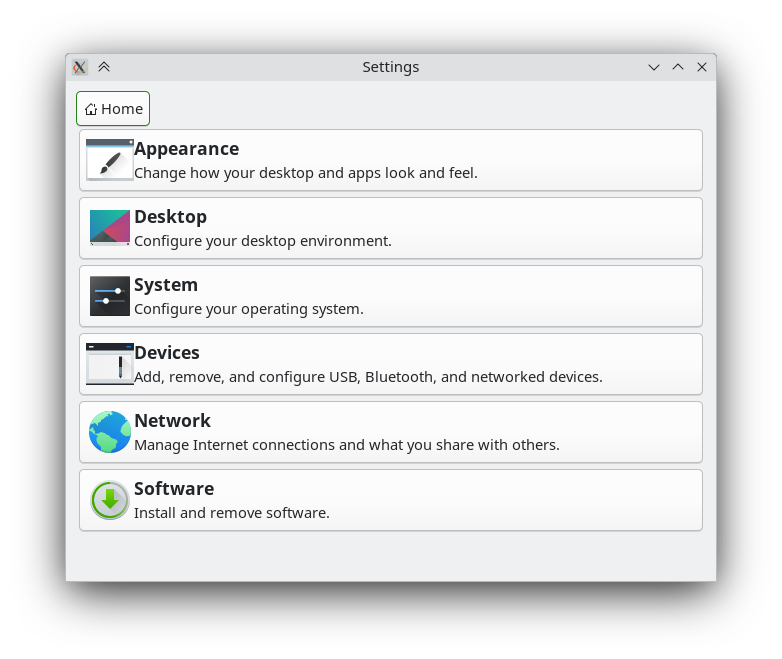 Settings
Home
Appearance
Change how your desktop and apps look and feel.
Desktop
Configure your desktop environment.
System
Configure your operating system.
Devices
Add, remove, and configure USB, Bluetooth, and networked devices.
Network
Manage Internet connections and what you share with others.
Software
Install and remove software.